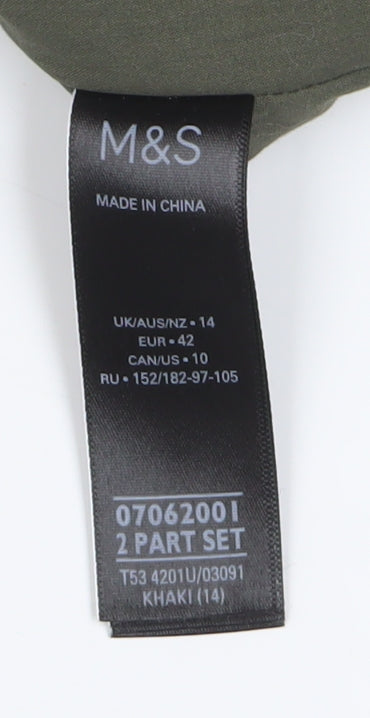 M&S
MADE IN CHINA
UK/AUS/NZ • 14
EUR • 42
CAN/US • 10
RU • 152/182-97-105
07062001
2 PART SET
T53 4201U/03091
KHAKI (14)